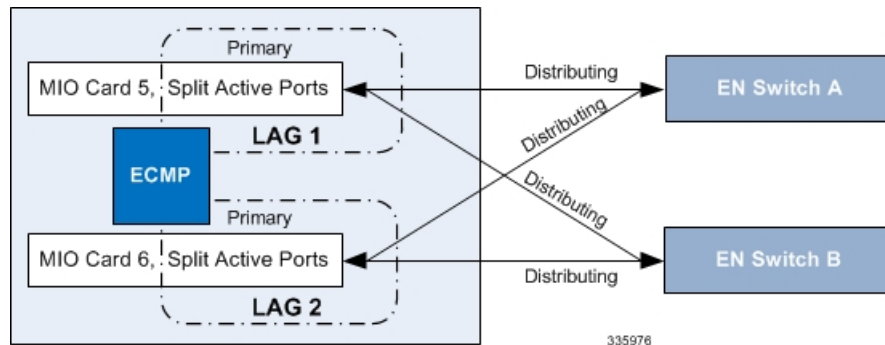 Primary
MIO Card 5, Split Active Ports
LAG 1
ECMP
Primary
MIO Card 6, Split Active Ports
LAG 2
Distributing
Distributing
Distributing
Distributing
EN Switch A
EN Switch B
335976